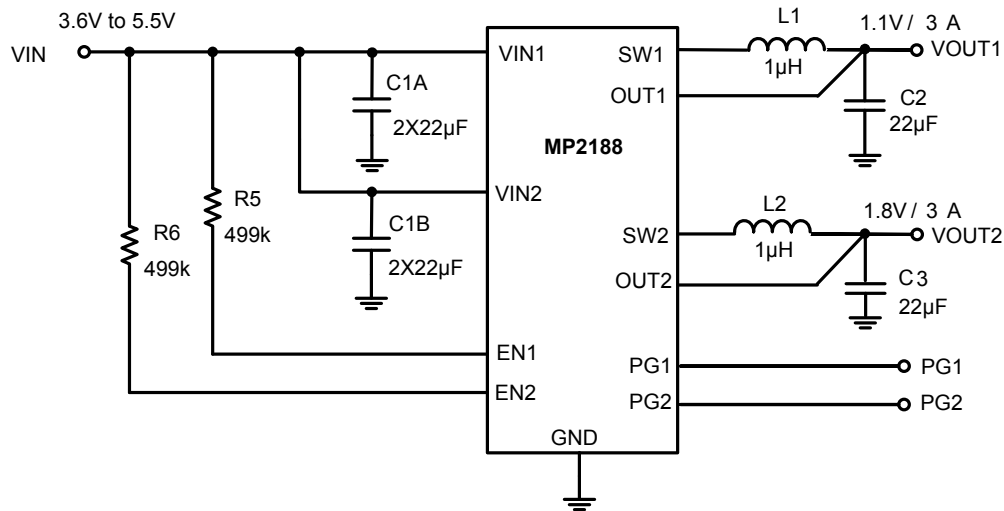 3.6V to 5.5V
VIN
L1
1.1V / 3 A
VIN1
SW1
1µH
VOUT1
C1A
2X22µF
OUT1
C2
22µF
MP2188
VIN2
R5
499k
L2
1.8V / 3 A
R6
499k
C1B
2X22µF
SW2
1µH
VOUT2
OUT2
C3
22µF
EN1
PG1
PG1
EN2
PG2
PG2
GND